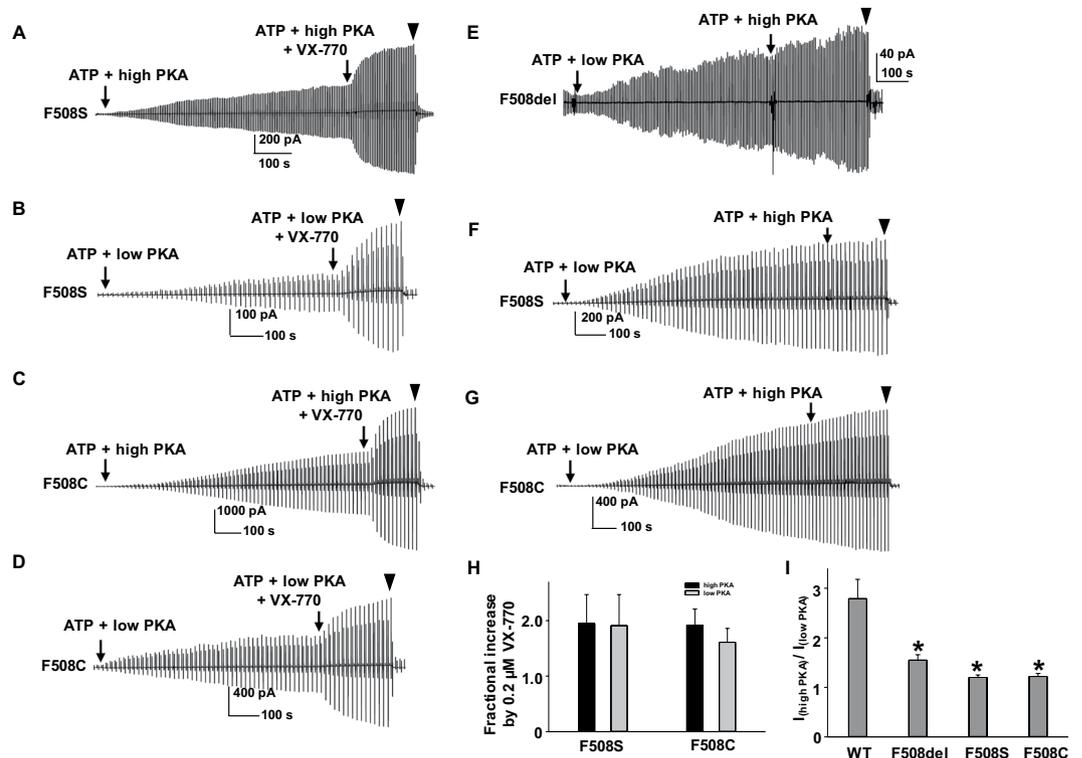 A
ATP + high PKA
ATP + high PKA
+ VX-770
F508S
200 pA
100 s
B
ATP + low PKA
ATP + low PKA
+ VX-770
F508S
100 pA
100 s
C
ATP + high PKA
ATP + high PKA
+ VX-770
F508C
1000 pA
100 s
D
ATP + low PKA
ATP + low PKA
+ VX-770
F508C
400 pA
100 s
E
ATP + low PKA
ATP + high PKA
F508del
40 pA
100 s
F
ATP + low PKA
ATP + high PKA
F508S
200 pA
100 s
G
ATP + low PKA
ATP + high PKA
F508C
400 pA
100 s
H
Fractional increase
by 0.2 µM VX-770
2.0
1.0
0
high PKA
low PKA
F508S
F508C
I
I(high PKA) / I(low PKA)
3
2
1
0
*
*
*
WT
F508del
F508S
F508C